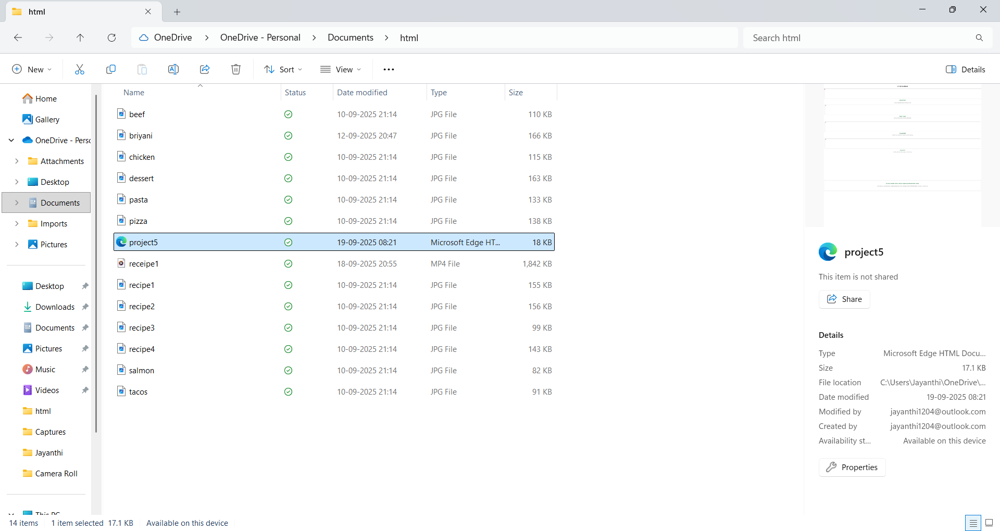 html
OneDrive > OneDrive - Personal > Documents > html
Search html
New
Sort
View
Details
Home
Gallery
OneDrive - Perso
Attachments
Desktop
Documents
Imports
Pictures
Desktop
Downloads
Documents
Pictures
Music
Videos
html
Captures
Jayanthi
Camera Roll
This PC
Name Status Date modified Type Size
beef 10-09-2025 21:14 JPG File 110 KB
briyani 12-09-2025 20:47 JPG File 166 KB
chicken 10-09-2025 21:14 JPG File 115 KB
dessert 10-09-2025 21:14 JPG File 163 KB
pasta 10-09-2025 21:14 JPG File 133 KB
pizza 10-09-2025 21:14 JPG File 138 KB
project5 19-09-2025 08:21 Microsoft Edge HT... 18 KB
receipe1 18-09-2025 20:55 MP4 File 1,842 KB
recipe1 10-09-2025 21:14 JPG File 155 KB
recipe2 10-09-2025 21:14 JPG File 156 KB
recipe3 10-09-2025 21:14 JPG File 99 KB
recipe4 10-09-2025 21:14 JPG File 143 KB
salmon 10-09-2025 21:14 JPG File 82 KB
tacos 10-09-2025 21:14 JPG File 91 KB
project5
This item is not shared
Share
Details
Type Microsoft Edge HTML Docu...
Size 17.1 KB
File location C:\Users\Jayanthi\OneDrive\...
Date modified 19-09-2025 08:21
Modified by jayanthi1204@outlook.com
Created by jayanthi1204@outlook.com
Availability st... Available on this device
Properties
14 items 1 item selected 17.1 KB Available on this device